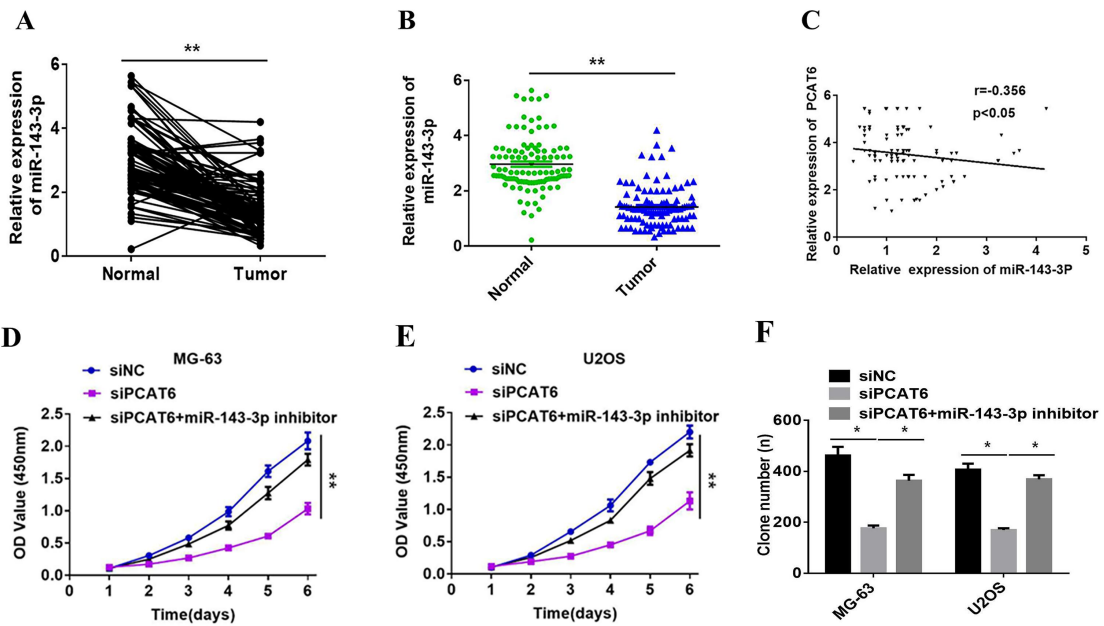 A
**
Relative expression
of miR-143-3p
6
4
2
0
Normal
Tumor
B
**
Relative expression of
miR-143-3p
6
4
2
0
Normal
Tumor
C
r=-0.356
p<0.05
Relative expression of PCAT6
6
4
2
0
0
1
2
3
4
5
Relative expression of miR-143-3P
D
MG-63
siNC
siPCAT6
siPCAT6+miR-143-3p inhibitor
OD Value (450nm)
2.5
2.0
1.5
1.0
0.5
0.0
**
0
1
2
3
4
5
6
Time(days)
E
U2OS
siNC
siPCAT6
siPCAT6+miR-143-3p inhibitor
OD Value (450nm)
2.5
2.0
1.5
1.0
0.5
0.0
**
0
1
2
3
4
5
6
Time(days)
F
siNC
siPCAT6
siPCAT6+miR-143-3p inhibitor
Clone number (n)
600
400
200
0
*
*
*
*
MG-63
U2OS